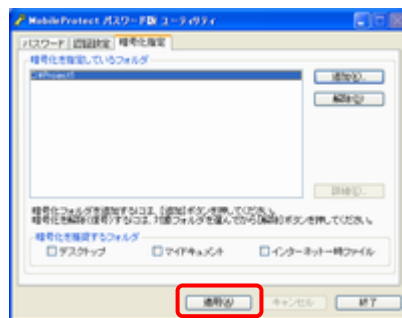 MobileProtect パスワード版 ユーティリティ
パスワード 認証設定 暗号化指定
暗号化を指定しているフォルダ
C:¥Project1
追加(D)...
解除(Q)
詳細(I)...
暗号化フォルダを追加するには、[追加]ボタンを押してください。
暗号化を解除(復号)するには、対象フォルダを選んでから[解除]ボタンを押してください。
暗号化を推奨するフォルダ
デスクトップ マイドキュメント インターネット一時ファイル
適用(A) キャンセル 終了